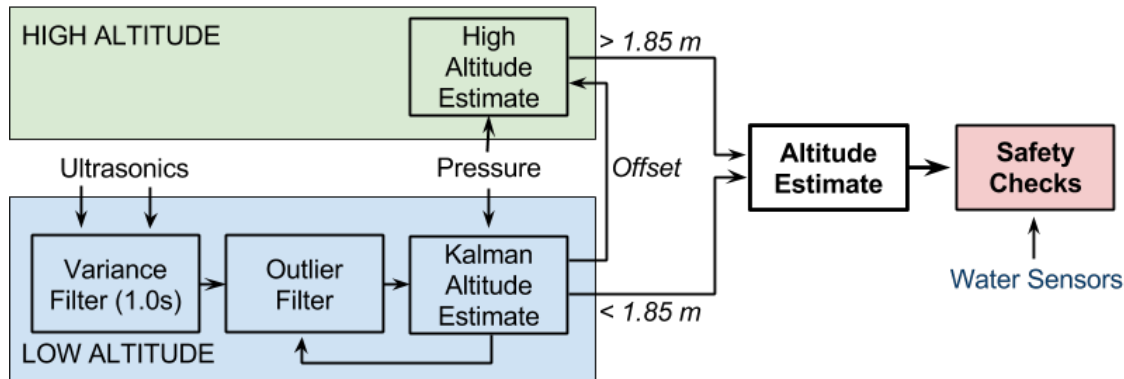 HIGH ALTITUDE
High
Altitude
Estimate
> 1.85 m
Ultrasonics
Pressure
Offset
Altitude
Estimate
Safety
Checks
Variance
Filter (1.0s)
Outlier
Filter
Kalman
Altitude
Estimate
< 1.85 m
Water Sensors
LOW ALTITUDE